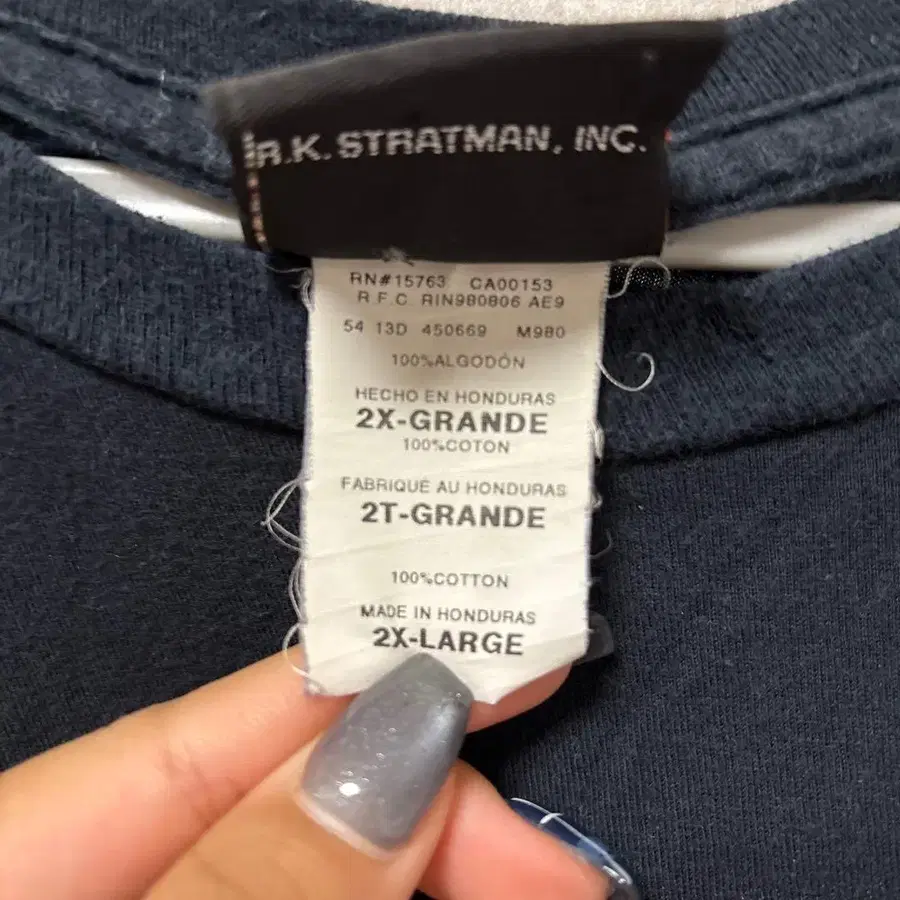 R.K. STRATMAN, INC.
RN#15763 CA00153
R.F.C. RIN980806 AE9
54 13D 450669 M980
100%ALGODÓN
HECHO EN HONDURAS
2X-GRANDE
100%COTON
FABRIQUÉ AU HONDURAS
2T-GRANDE
100%COTTON
MADE IN HONDURAS
2X-LARGE